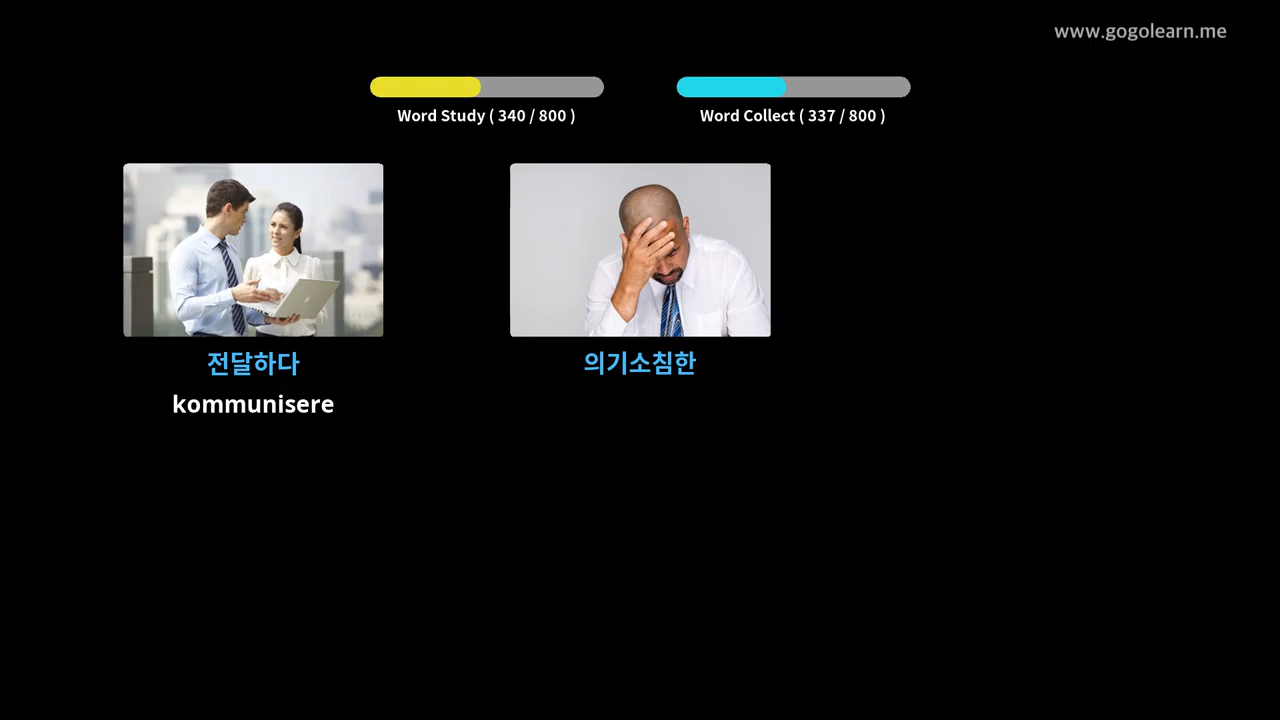 www.gogolearn.me
Word Study ( 340 / 800 )
Word Collect ( 337 / 800 )
전달하다
의기소침한
kommunisere